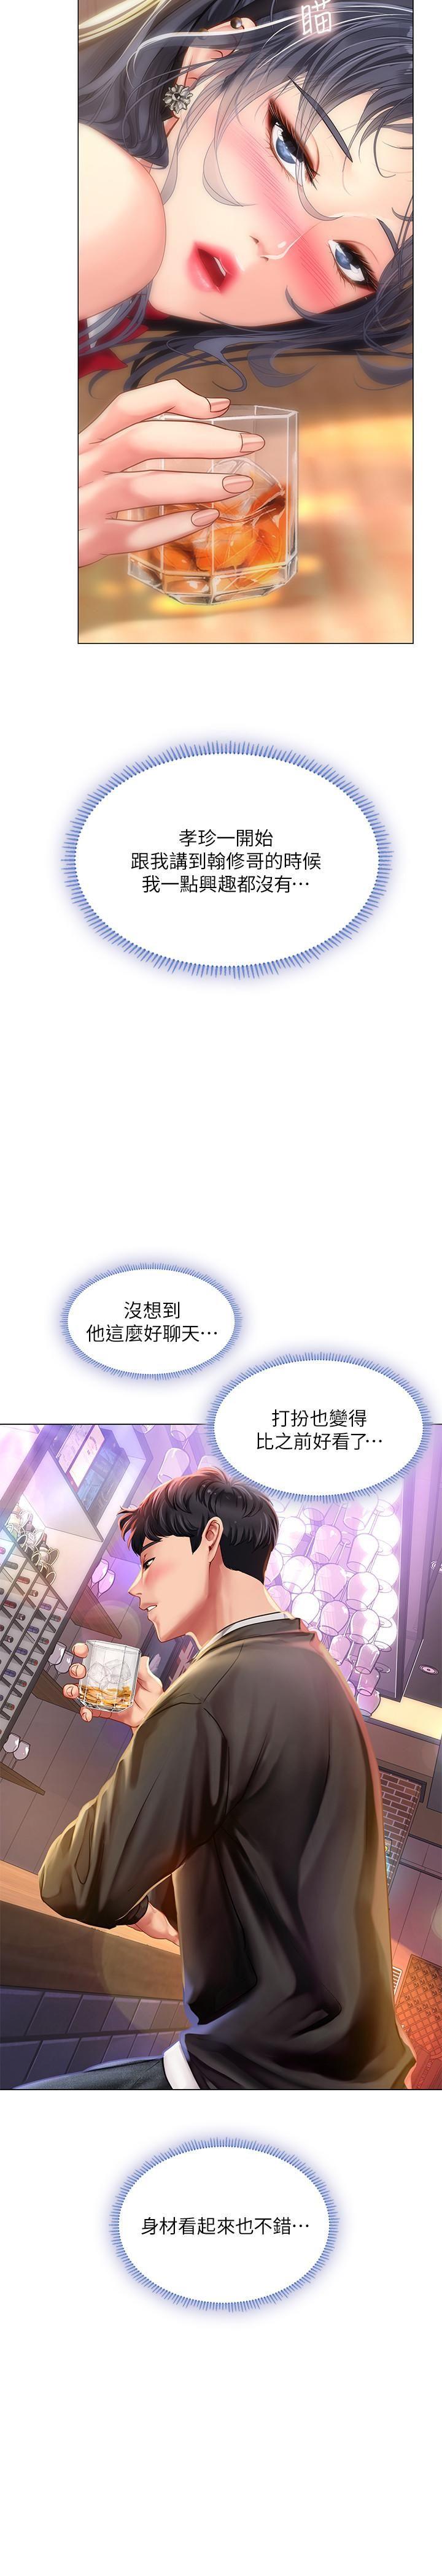 瞄
孝珍一開始
跟我講到翰修哥的時候
我一點興趣都沒有⋯
沒想到
他這麼好聊天⋯
打扮也變得
比之前好看了⋯
身材看起來也不錯⋯